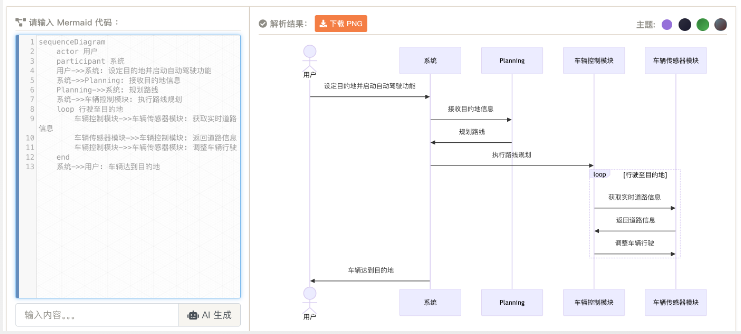 请输入 Mermaid 代码：
1 sequenceDiagram
2 actor 用户
3 participant 系统
4 用户->>系统: 设定目的地并启动自动驾驶功能
5 系统->>Planning: 接收目的地信息
6 Planning->>系统: 规划路线
7 系统->>车辆控制模块: 执行路线规划
8 loop 行驶至目的地
9 车辆控制模块->>车辆传感器模块: 获取实时道路
信息
10 车辆传感器模块->>车辆控制模块: 返回道路信息
11 车辆控制模块->>车辆传感器模块: 调整车辆行驶
12 end
13 系统->>用户: 车辆达到目的地
输入内容。。。
AI 生成
解析结果：
下载 PNG
主题:
用户
系统
Planning
车辆控制模块
车辆传感器模块
设定目的地并启动自动驾驶功能
接收目的地信息
规划路线
执行路线规划
loop
[行驶至目的地]
获取实时道路信息
返回道路信息
调整车辆行驶
车辆达到目的地
用户
系统
Planning
车辆控制模块
车辆传感器模块